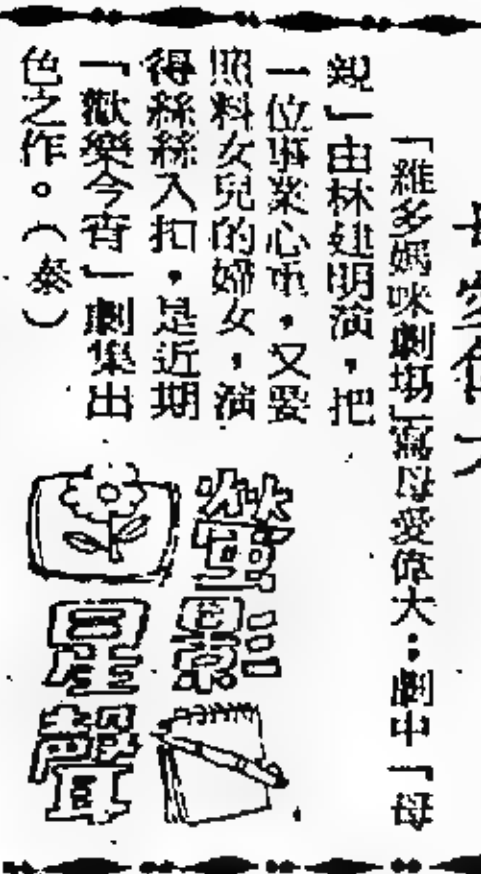 「維多媽咪劇場」寫母愛偉大：劇中「母
親」由林建明演，把
一位事業心重，又要
照料女兒的婦女，演
得絲絲入扣，是近期
「歡樂今宵」劇集出
色之作。（泰）
螢影
星聲